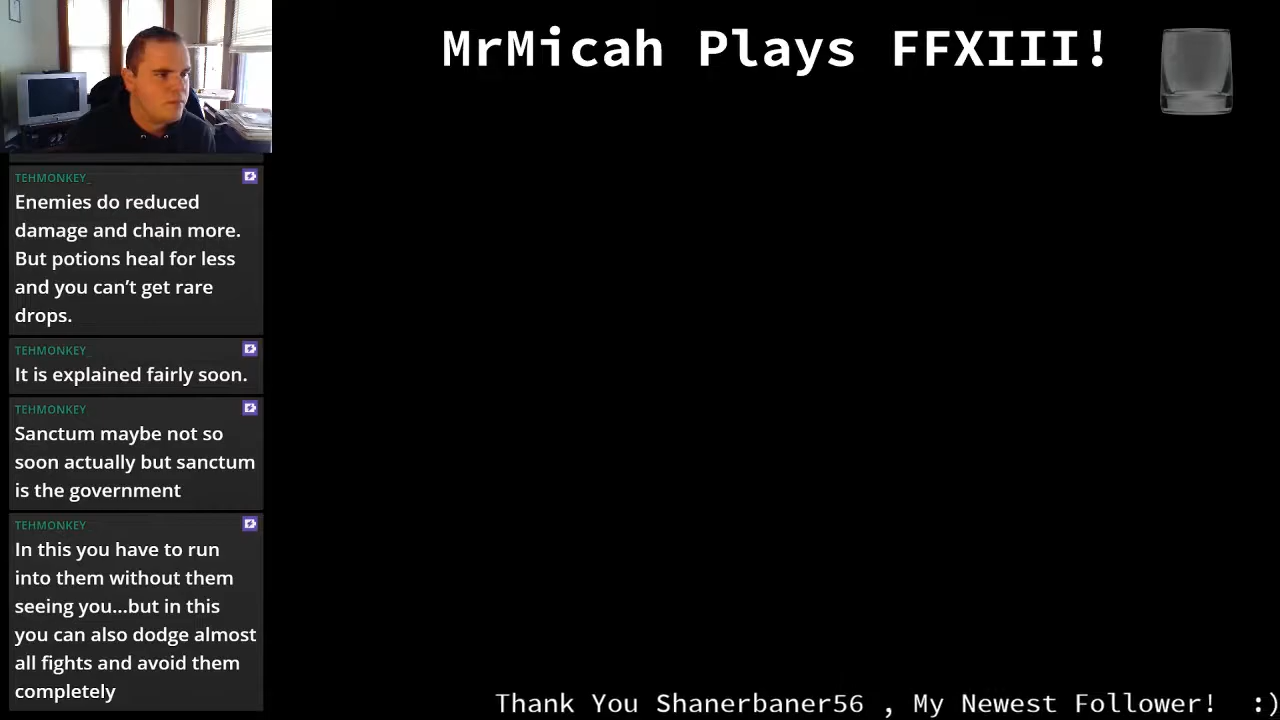 MrMicah Plays FFXIII!
TEHMONKEY_
Enemies do reduced
damage and chain more.
But potions heal for less
and you can't get rare
drops.
TEHMONKEY_
It is explained fairly soon.
TEHMONKEY_
Sanctum maybe not so
soon actually but sanctum
is the government
TEHMONKEY_
In this you have to run
into them without them
seeing you...but in this
you can also dodge almost
all fights and avoid them
completely
Thank You Shanerbaner56 , My Newest Follower!  :)